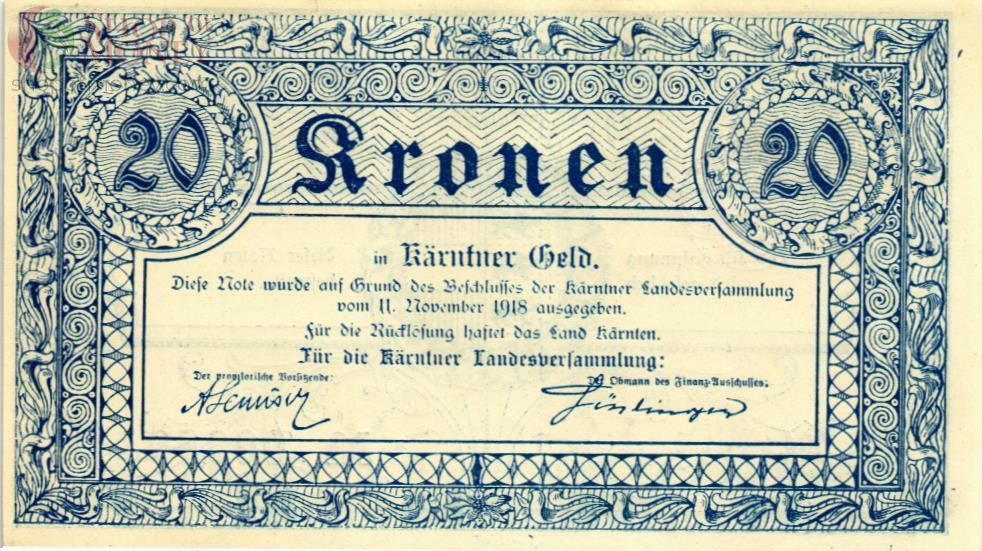 20 Kronen 20
in Kärntner Geld.
Diese Note wurde auf Grund des Beschlusses der Kärntner Landesversammlung
vom 11. November 1918 ausgegeben.
Für die Rücklösung haftet das Land Kärnten.
Für die Kärntner Landesversammlung:
Der provisorische Vorsitzende: Der Obmann des Finanz-Ausschusses: